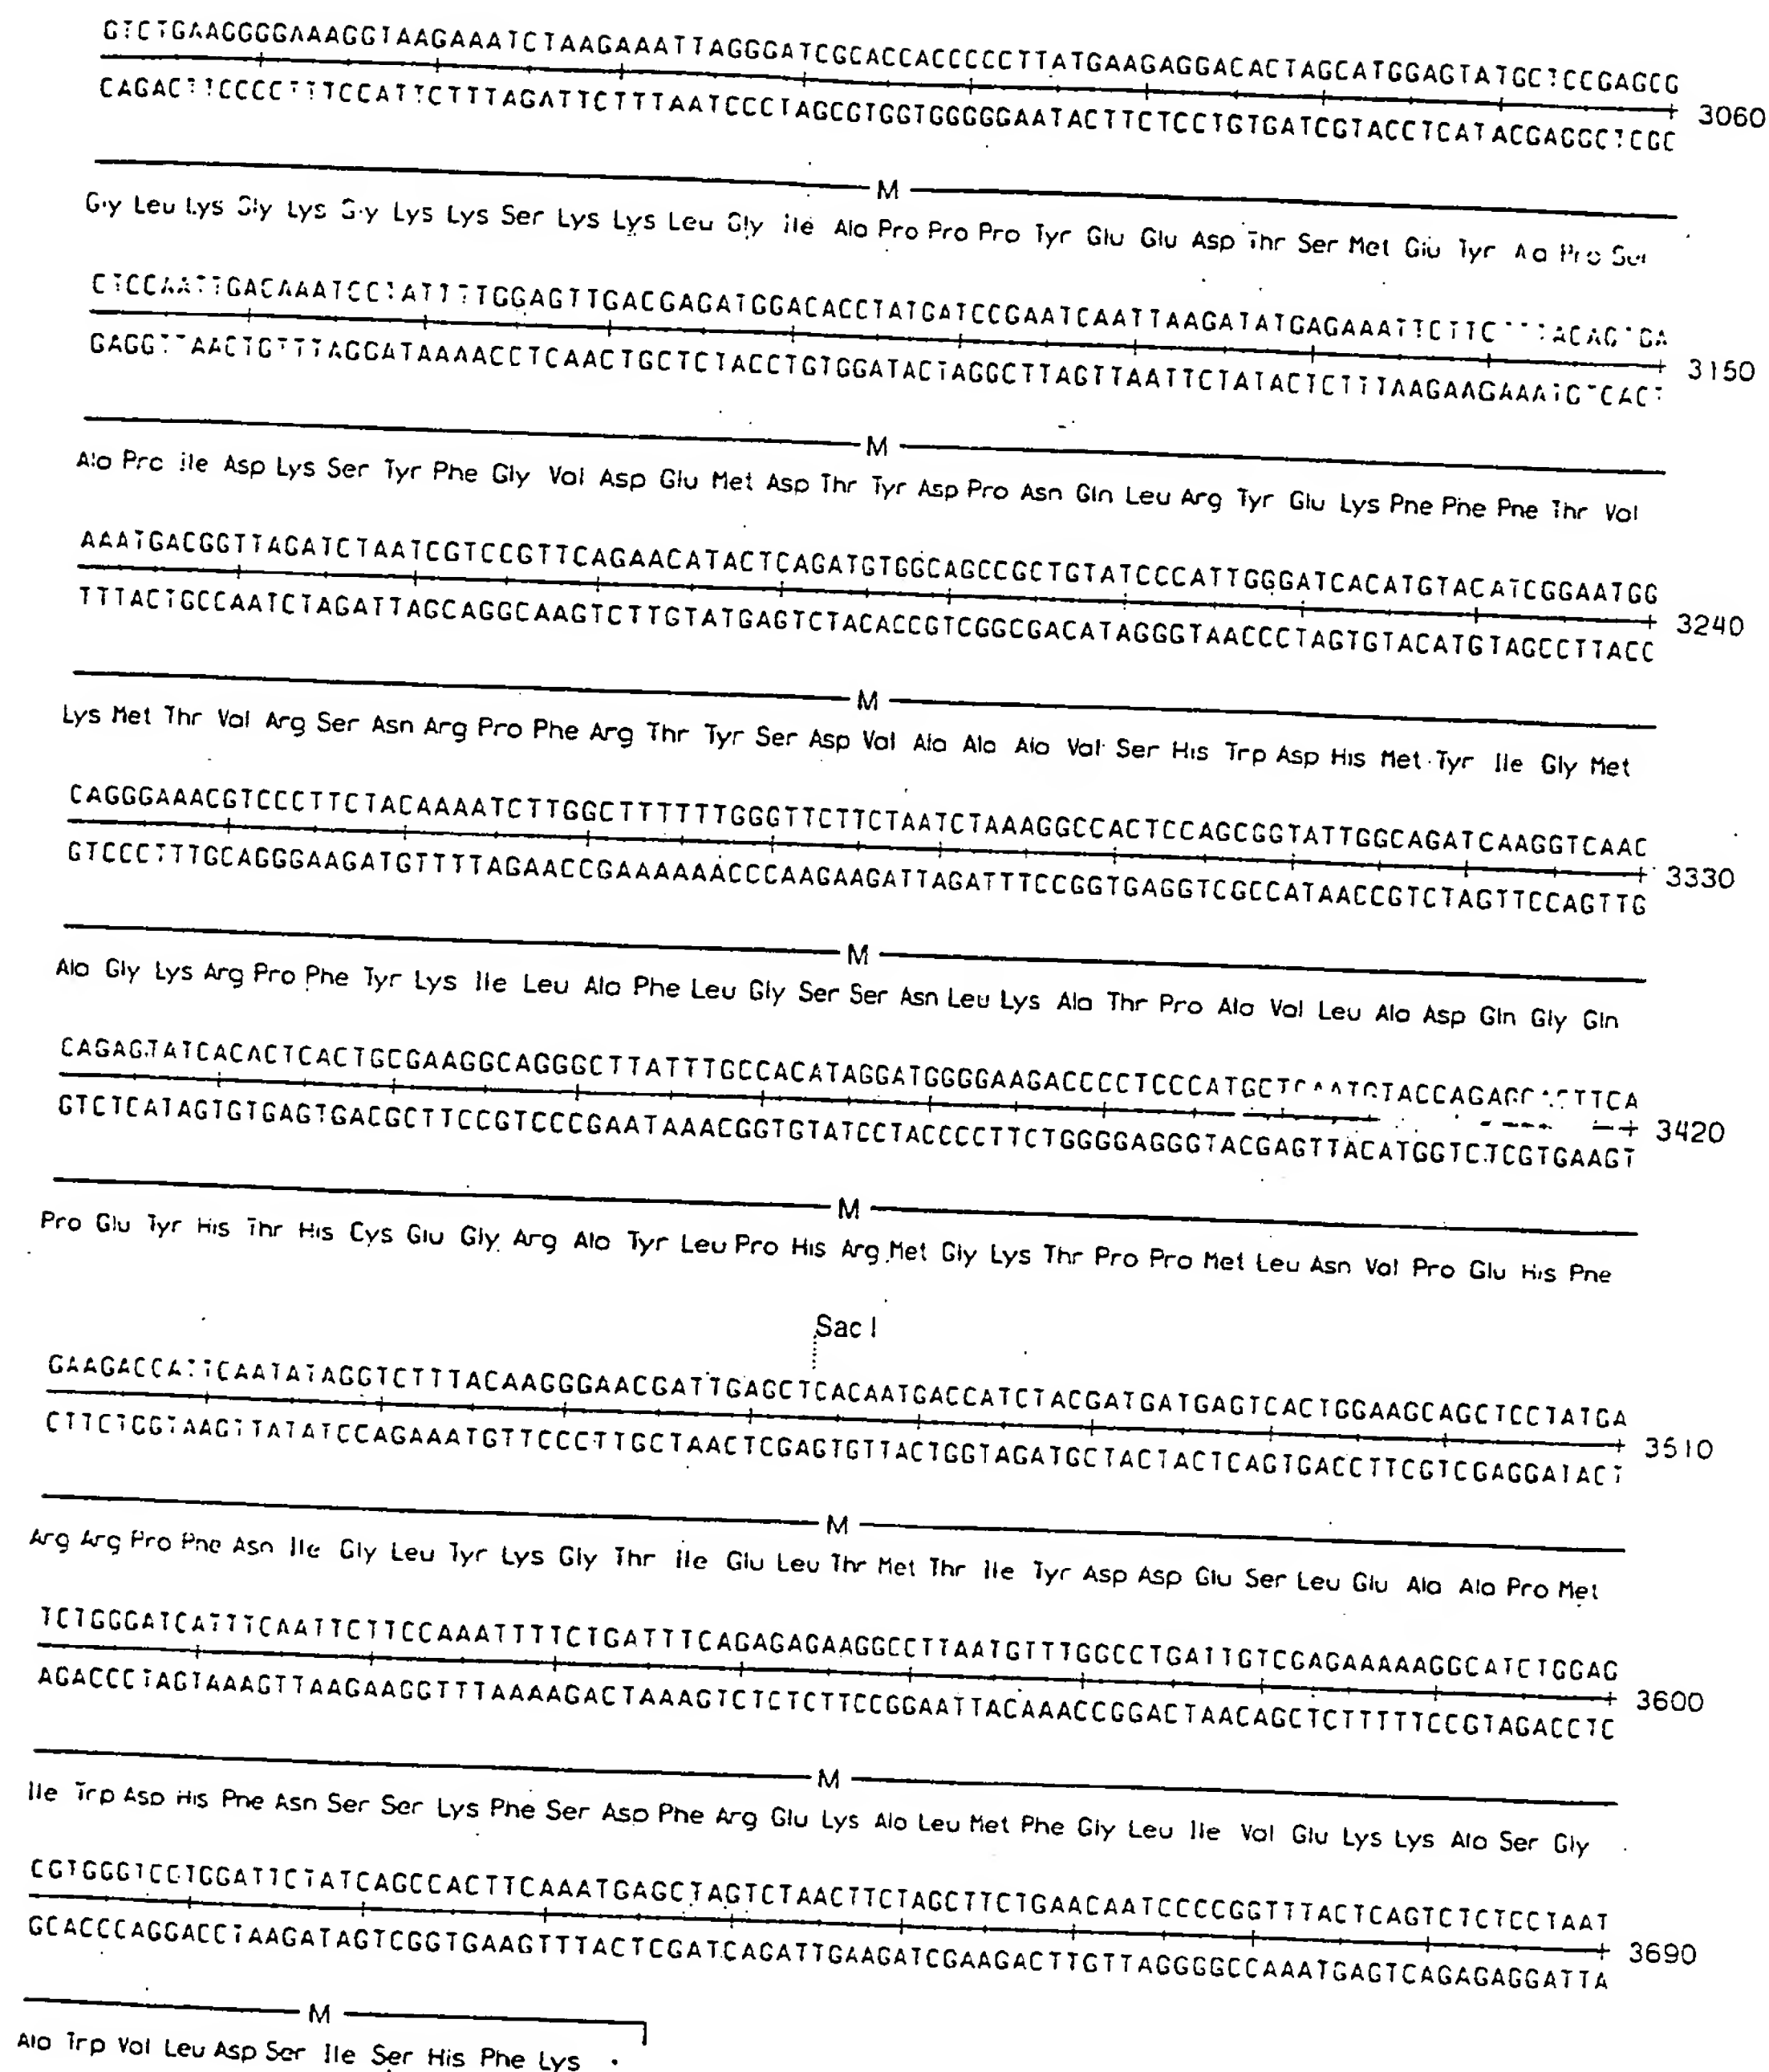 GTCTGAAGGGGAAAGGTAAGAAATCTAAGAAATTAGGGATCGCACCACCCCCTTATGAAGAGGACACTAGCATGGAGTATGCTCCGAGCG
3060
CAGACTTCCCCTTTCCATTCTTTAGATTCTTTAATCCCTAGCGTGGTGGGGGAATACTTCTCCTGTGATCGTACCTCATACGAGGCTCGC
M
Gly Leu Lys Gly Lys Gly Lys Lys Ser Lys Lys Leu Gly Ile Ala Pro Pro Pro Tyr Glu Glu Asp Thr Ser Met Glu Tyr Ala Pro Ser
CTCCAATTGACAAATCCTATTTTGGAGTTGACGAGATGGACACCTATGATCCGAATCAATTAAGATATGAGAAATTCTTCTTTACAGTGA
3150
GAGGTTAACTGTTTAGGATAAAACCTCAACTGCTCTACCTGTGGATACTAGGCTTAGTTAATTCTATACTCTTTAAGAAGAAATGTCACT
M
Ala Pro Ile Asp Lys Ser Tyr Phe Gly Val Asp Glu Met Asp Thr Tyr Asp Pro Asn Gln Leu Arg Tyr Glu Lys Phe Phe Phe Thr Val
AAATGACGGTTAGATCTAATCGTCCGTTCAGAACATACTCAGATGTGGCAGCCGCTGTATCCCATTGGGATCACATGTACATCGGAATGG
3240
TTTACTGCCAATCTAGATTAGCAGGCAAGTCTTGTATGAGTCTACACCGTCGGCGACATAGGGTAACCCTAGTGTACATGTAGCCTTACC
M
Lys Met Thr Val Arg Ser Asn Arg Pro Phe Arg Thr Tyr Ser Asp Val Ala Ala Ala Val Ser His Trp Asp His Met Tyr Ile Gly Met
CAGGGAAACGTCCCTTCTACAAAATCTTGGCTTTTTTGGGTTCTTCTAATCTAAAGGCCACTCCAGCGGTATTGGCAGATCAAGGTCAAC
3330
GTCCCTTTGCAGGGAAGATGTTTTAGAACCGAAAAAACCCAAGAAGATTAGATTTCCGGTGAGGTCGCCATAACCGTCTAGTTCCAGTTG
M
Ala Gly Lys Arg Pro Phe Tyr Lys Ile Leu Ala Phe Leu Gly Ser Ser Asn Leu Lys Ala Thr Pro Ala Val Leu Ala Asp Gln Gly Gln
CAGAGTATCACACTCACTGCGAAGGCAGGGCTTATTTGCCACATAGGATGGGGAAGACCCCTCCCATGCTCAATGTACCAGAGCACTTCA
3420
GTCTCATAGTGTGAGTGACGCTTCCGTCCCGAATAAACGGTGTATCCTACCCCTTCTGGGGAGGGTACGAGTTACATGGTCTCGTGAAGT
M
Pro Glu Tyr His Thr His Cys Glu Gly Arg Ala Tyr Leu Pro His Arg Met Gly Lys Thr Pro Pro Met Leu Asn Val Pro Glu His Phe
Sac I
GAAGACCATTCAATATAGGTCTTTACAAGGGAACGATTGAGCTCACAATGACCATCTACGATGATGAGTCACTGGAAGCAGCTCCTATGA
3510
CTTCTGGTAAGTTATATCCAGAAATGTTCCCTTGCTAACTCGAGTGTTACTGGTAGATGCTACTACTCAGTGACCTTCGTCGAGGATACT
M
Arg Arg Pro Phe Asn Ile Gly Leu Tyr Lys Gly Thr Ile Glu Leu Thr Met Thr Ile Tyr Asp Asp Glu Ser Leu Glu Ala Ala Pro Met
TCTGGGATCATTTCAATTCTTCCAAATTTTCTGATTTCAGAGAGAAGGCCTTAATGTTTGGCCTGATTGTCGAGAAAAAGGCATCTGGAG
3600
AGACCCTAGTAAAGTTAAGAAGGTTTAAAAGACTAAAGTCTCTCTTCCGGAATTACAAACCGGACTAACAGCTCTTTTTCCGTAGACCTC
M
Ile Trp Asp His Phe Asn Ser Ser Lys Phe Ser Asp Phe Arg Glu Lys Ala Leu Met Phe Gly Leu Ile Val Glu Lys Lys Ala Ser Gly
CGTGGGTCCTGGATTCTATCAGCCACTTCAAATGAGCTAGTCTAACTTCTAGCTTCTGAACAATCCCCGGTTTACTCAGTCTCTCCTAAT
3690
GCACCCAGGACCTAAGATAGTCGGTGAAGTTTACTCGATCAGATTGAAGATCGAAGACTTGTTAGGGGCCAAATGAGTCAGAGAGGATTA
M
Ala Trp Val Leu Asp Ser Ile Ser His Phe Lys .